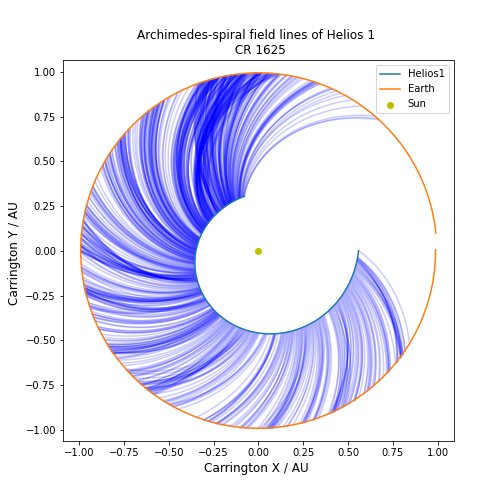 Archimedes-spiral field lines of Helios 1
CR 1625
Helios1
Earth
Sun
Carrington Y / AU
1.00
0.75
0.50
0.25
0.00
−0.25
−0.50
−0.75
−1.00
−1.00 −0.75 −0.50 −0.25 0.00 0.25 0.50 0.75 1.00
Carrington X / AU